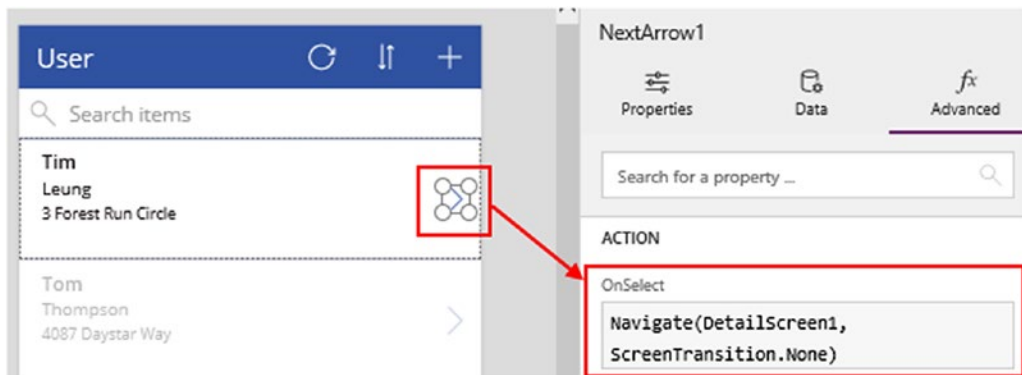 User
Search items
Tim
Leung
3 Forest Run Circle
Tom
Thompson
4087 Daystar Way
NextArrow1
Properties
Data
fx
Advanced
Search for a property ...
ACTION
OnSelect
Navigate(DetailScreen1,
ScreenTransition.None)